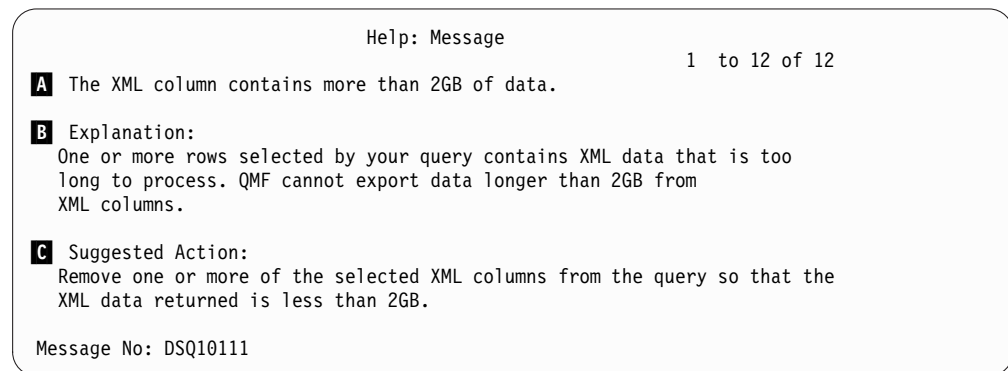 Help: Message
1 to 12 of 12
A The XML column contains more than 2GB of data.
B Explanation:
One or more rows selected by your query contains XML data that is too
long to process. QMF cannot export data longer than 2GB from
XML columns.
C Suggested Action:
Remove one or more of the selected XML columns from the query so that the
XML data returned is less than 2GB.
Message No: DSQ10111